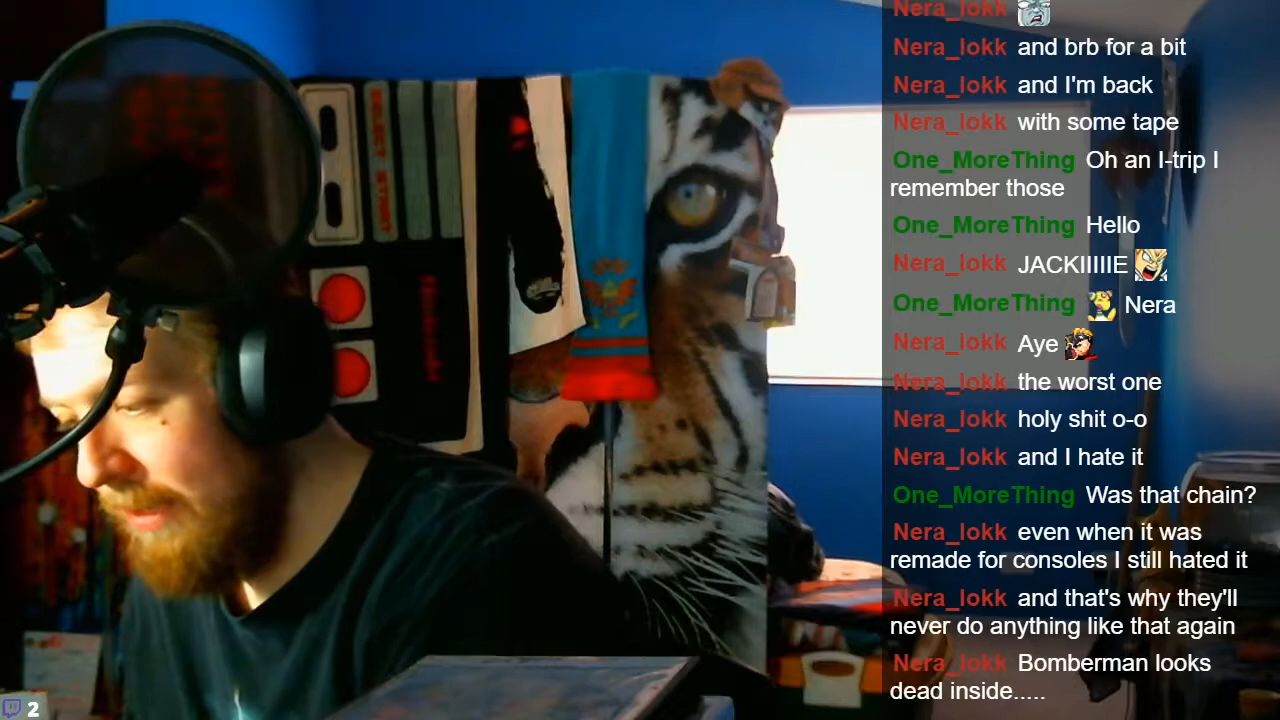 Nera_lokk
Nera_lokk and brb for a bit
Nera_lokk and I'm back
Nera_lokk with some tape
One_MoreThing Oh an I-trip I
remember those
One_MoreThing Hello
Nera_lokk JACKIIIIIE
One_MoreThing Nera
Nera_lokk Aye
Nera_lokk the worst one
Nera_lokk holy shit o-o
Nera_lokk and I hate it
One_MoreThing Was that chain?
Nera_lokk even when it was
remade for consoles I still hated it
Nera_lokk and that's why they'll
never do anything like that again
Nera_lokk Bomberman looks
dead inside.....
2